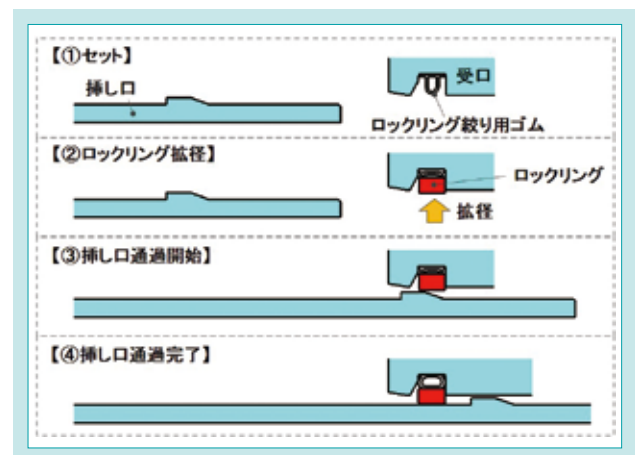 【①セット】
挿し口
受口
ロックリング絞り用ゴム
【②ロックリング拡径】
ロックリング
拡径
【③挿し口通過開始】
【④挿し口通過完了】